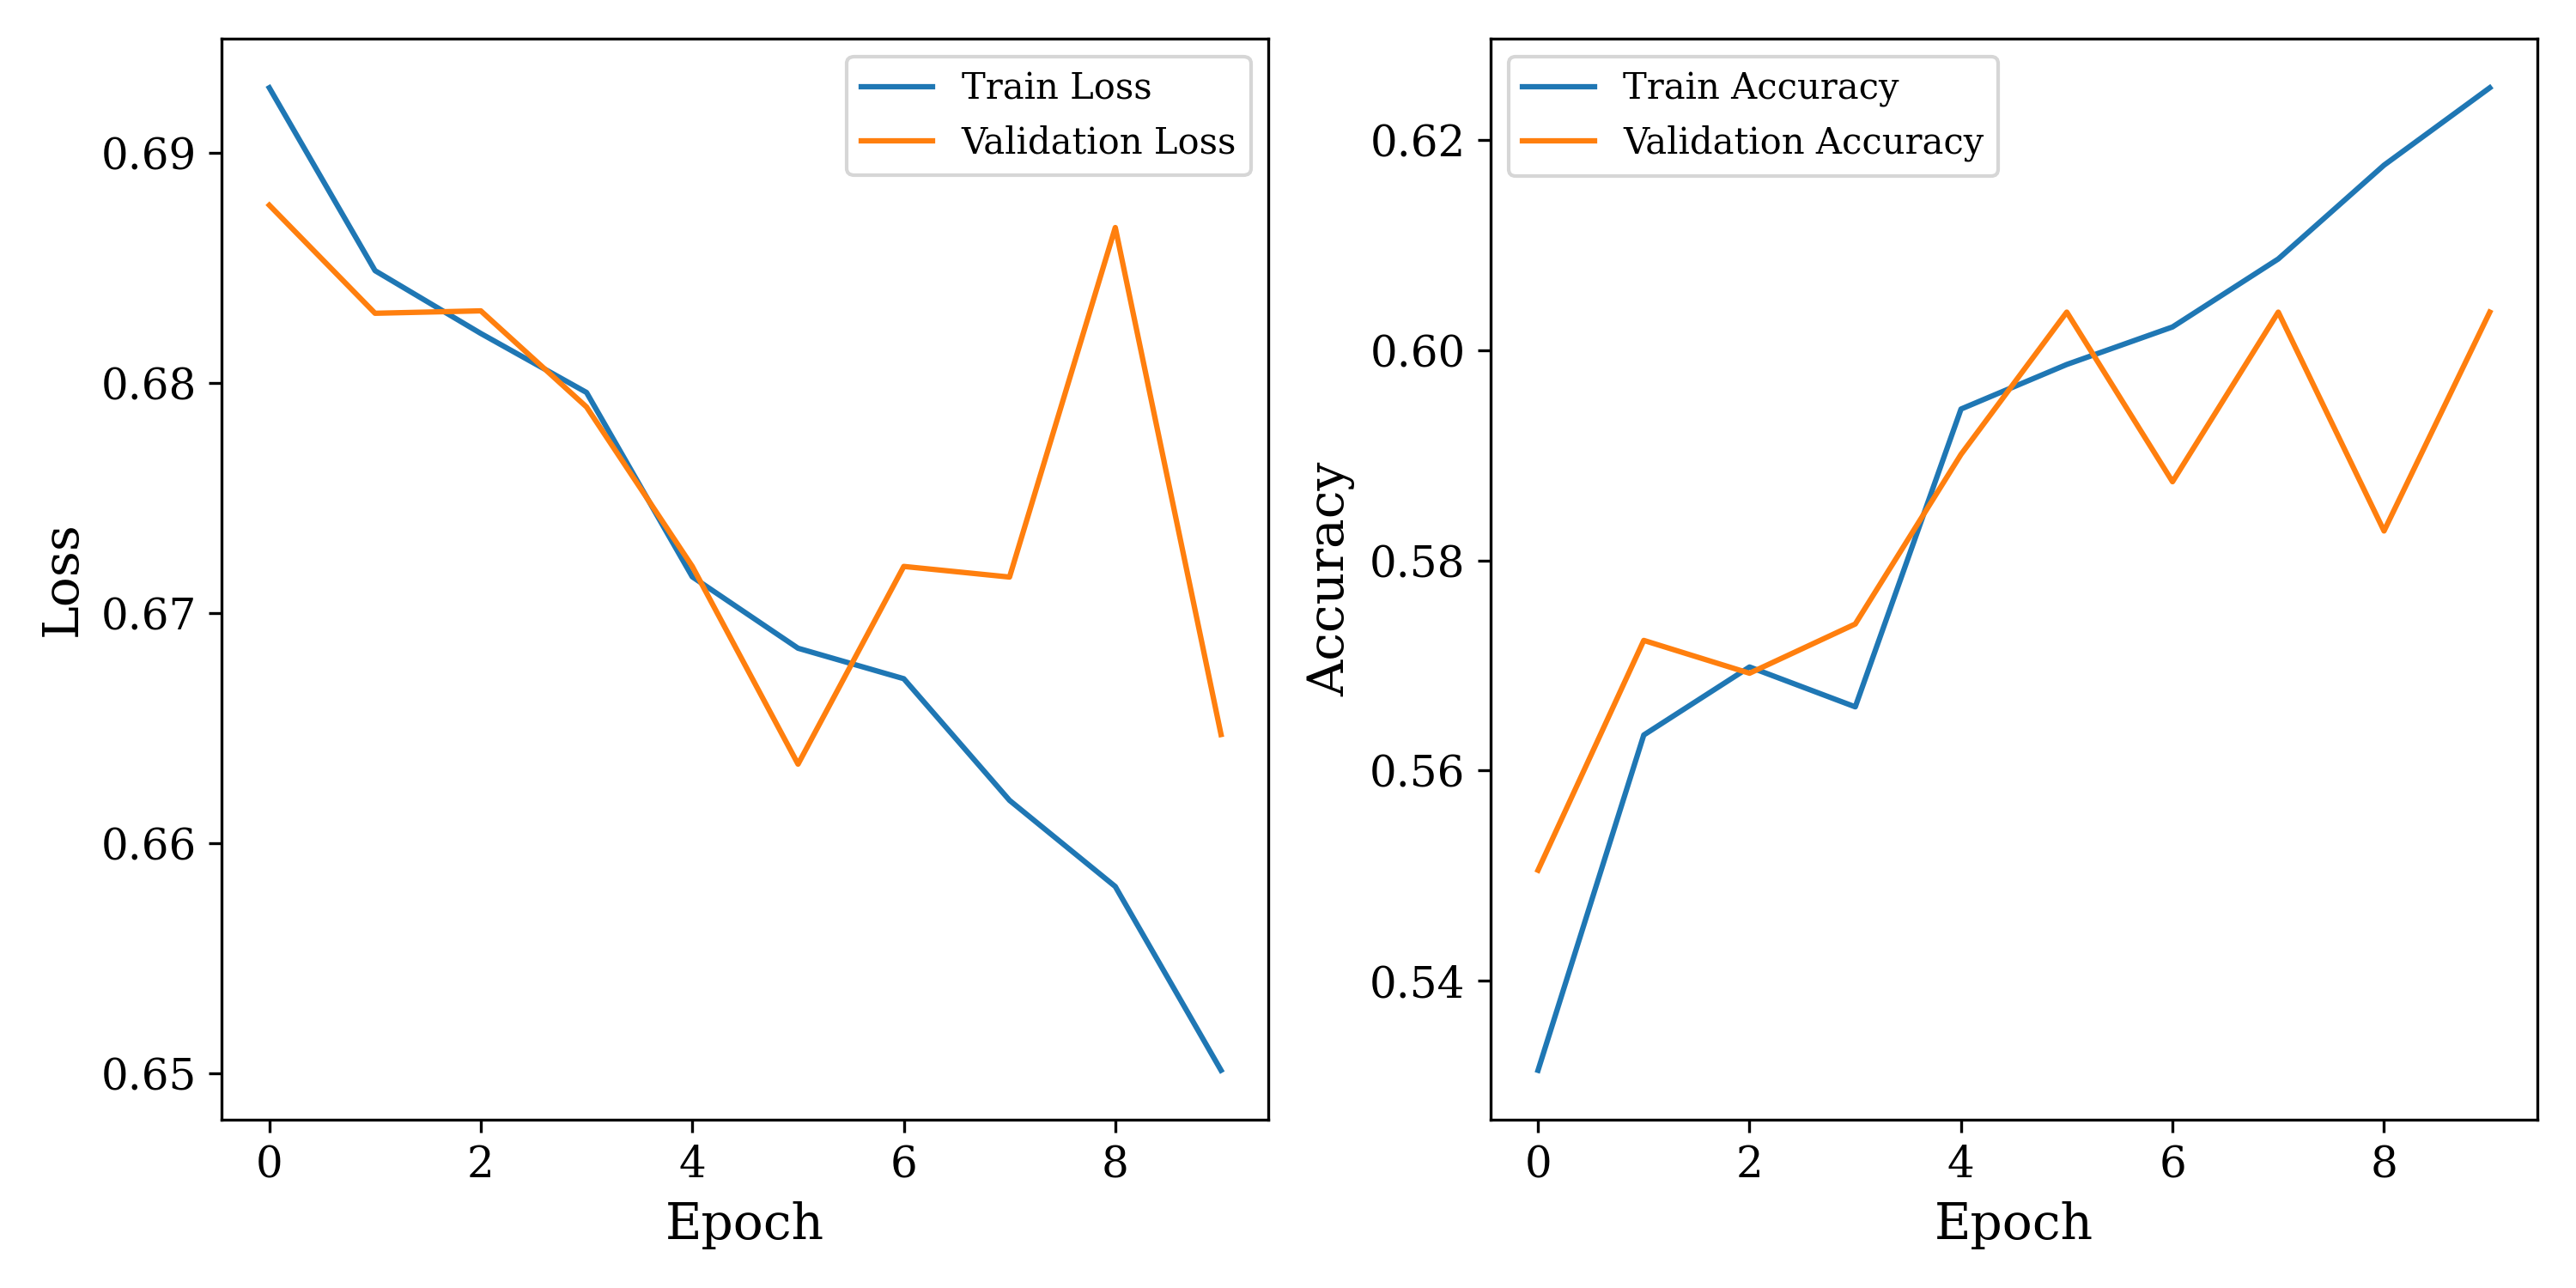 Train Loss
Validation Loss
0.69
0.68
0.67
0.66
0.65
Loss
0 2 4 6 8
Epoch
Train Accuracy
Validation Accuracy
0.62
0.60
0.58
0.56
0.54
Accuracy
0 2 4 6 8
Epoch